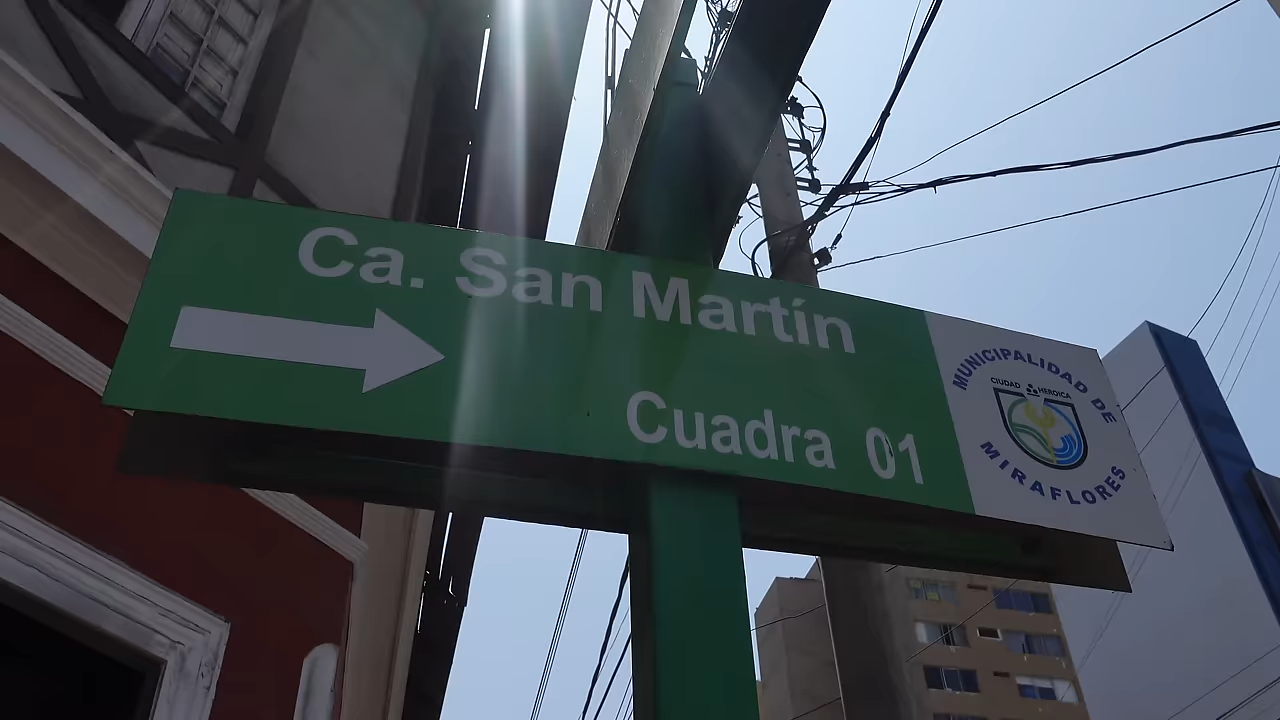 Ca. San Martín
Cuadra 01
MUNICIPALIDAD DE
CIUDAD HEROICA
MIRAFLORES